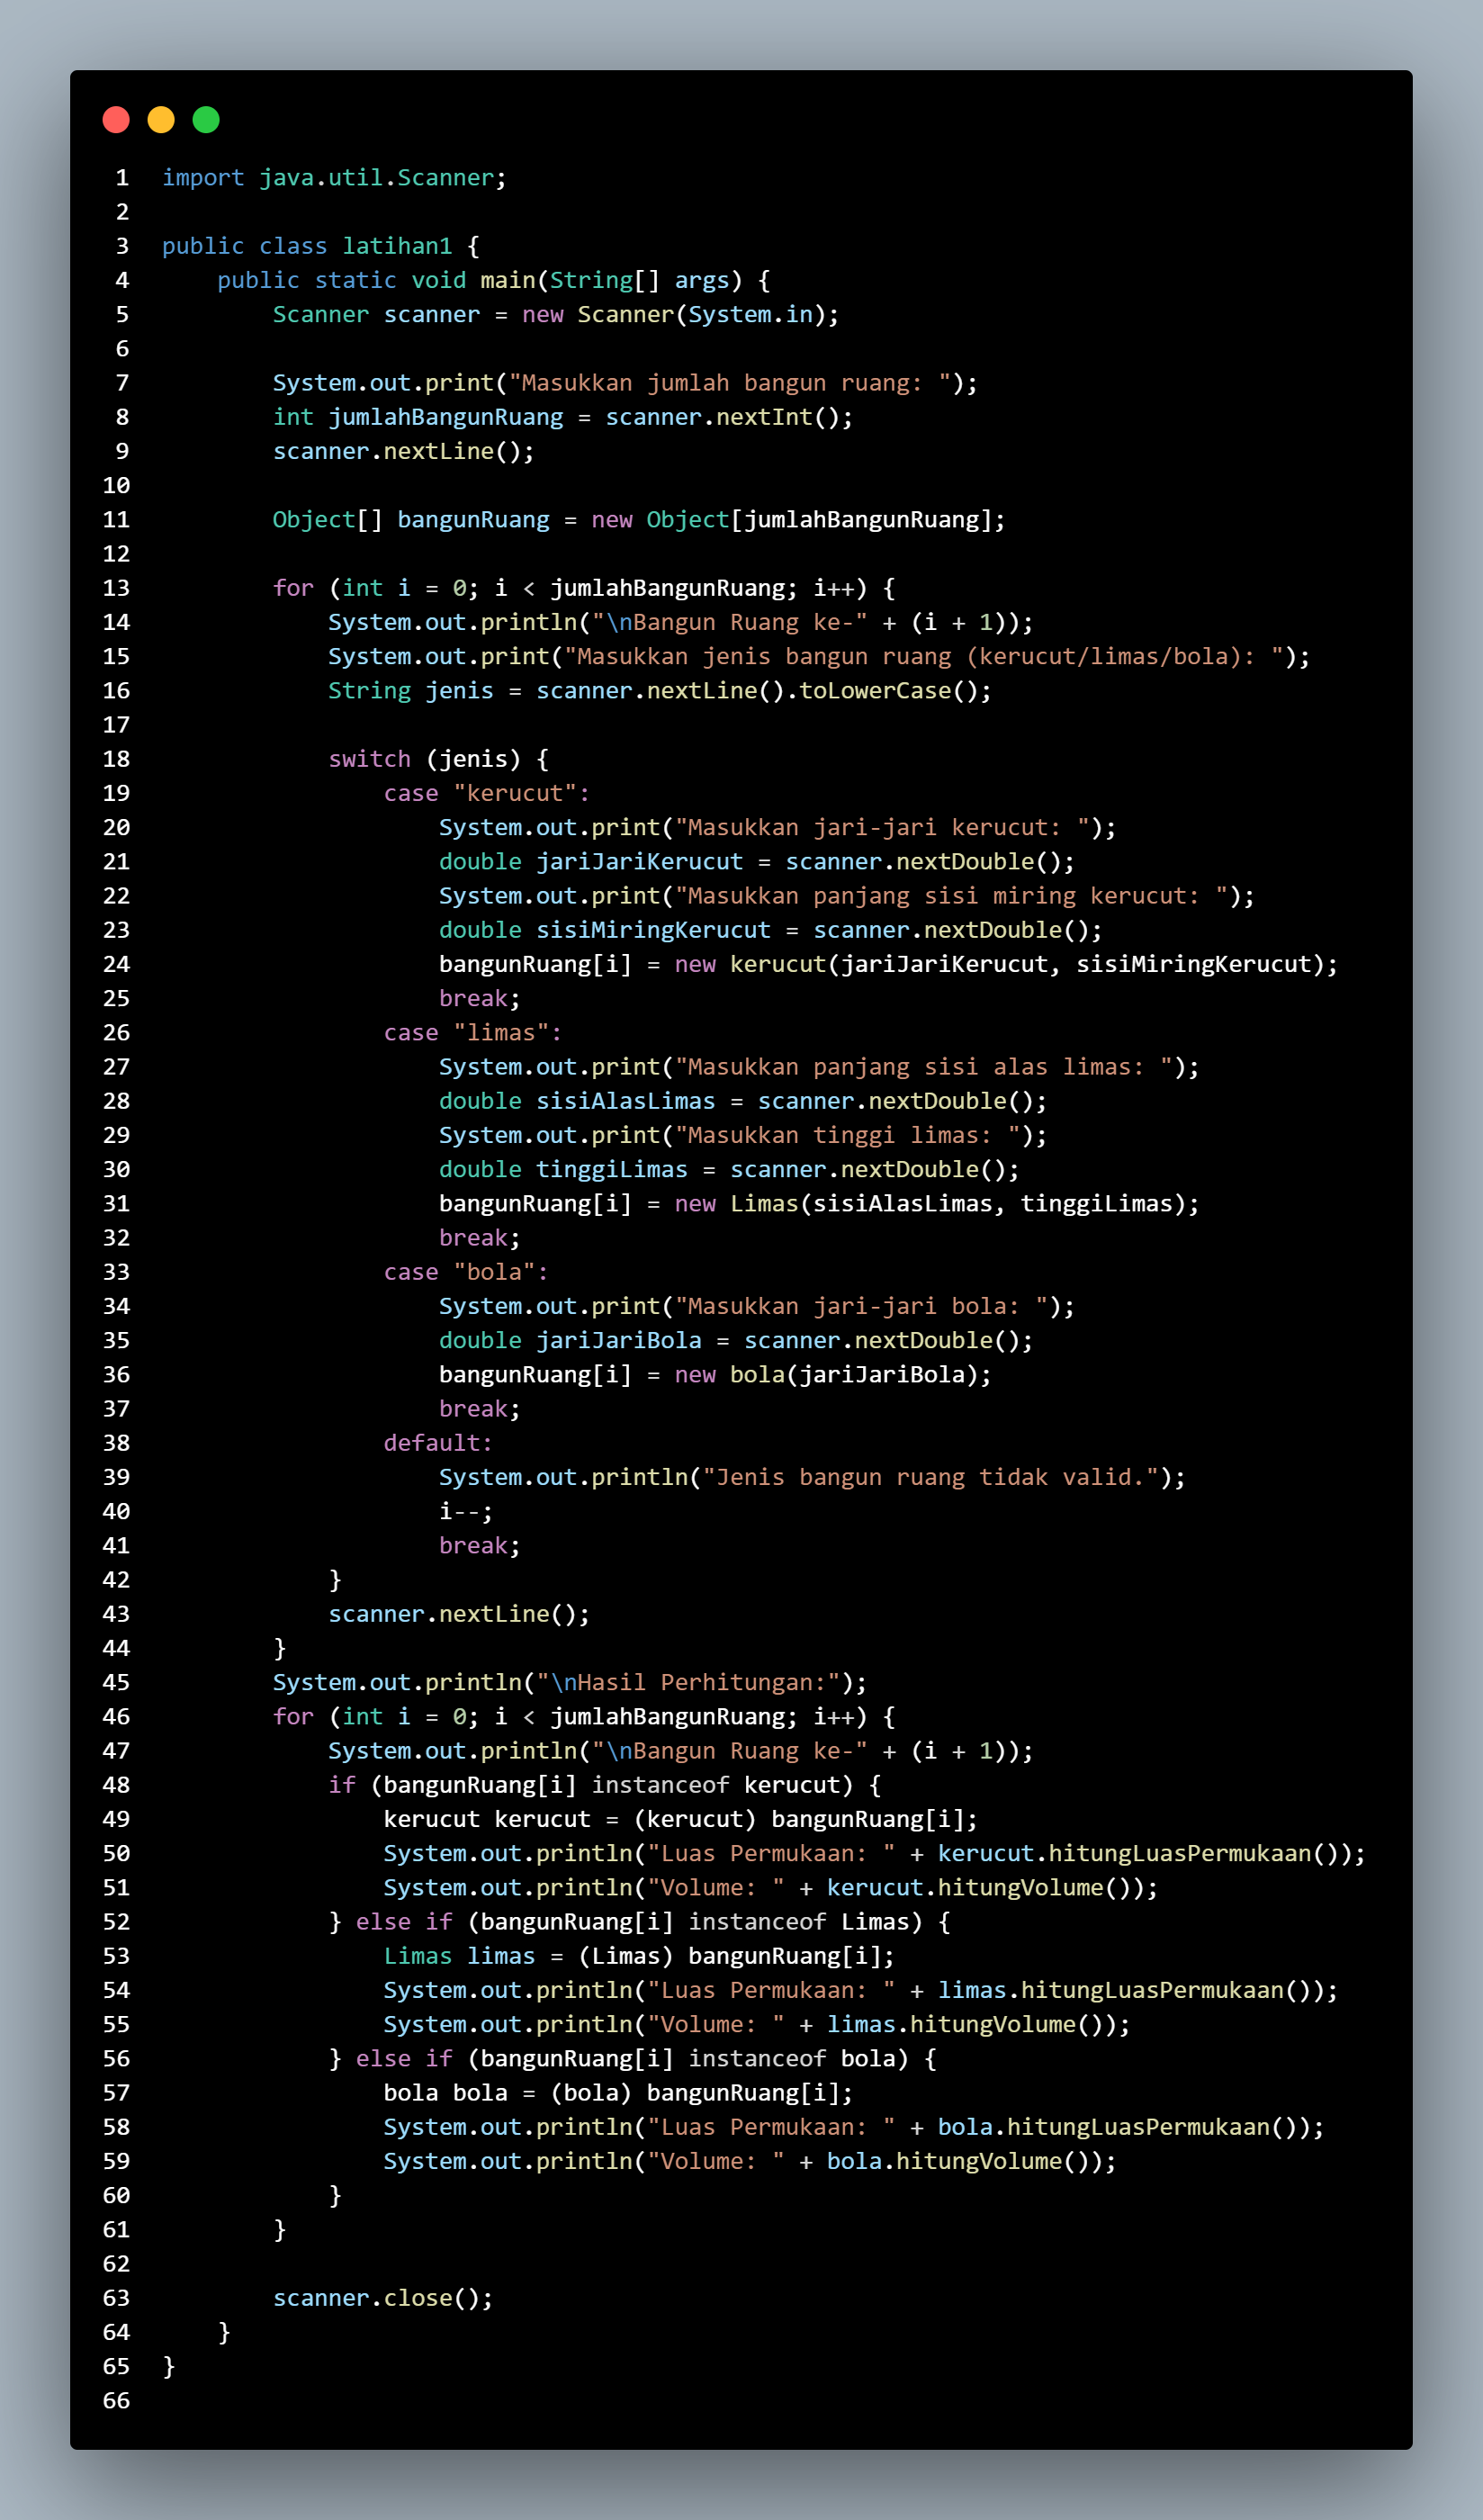 1 import java.util.Scanner;
2
3 public class latihan1 {
4     public static void main(String[] args) {
5         Scanner scanner = new Scanner(System.in);
6
7         System.out.print("Masukkan jumlah bangun ruang: ");
8         int jumlahBangunRuang = scanner.nextInt();
9         scanner.nextLine();
10
11         Object[] bangunRuang = new Object[jumlahBangunRuang];
12
13         for (int i = 0; i < jumlahBangunRuang; i++) {
14             System.out.println("\nBangun Ruang ke-" + (i + 1));
15             System.out.print("Masukkan jenis bangun ruang (kerucut/limas/bola): ");
16             String jenis = scanner.nextLine().toLowerCase();
17
18             switch (jenis) {
19                 case "kerucut":
20                     System.out.print("Masukkan jari-jari kerucut: ");
21                     double jariJariKerucut = scanner.nextDouble();
22                     System.out.print("Masukkan panjang sisi miring kerucut: ");
23                     double sisiMiringKerucut = scanner.nextDouble();
24                     bangunRuang[i] = new kerucut(jariJariKerucut, sisiMiringKerucut);
25                     break;
26                 case "limas":
27                     System.out.print("Masukkan panjang sisi alas limas: ");
28                     double sisiAlasLimas = scanner.nextDouble();
29                     System.out.print("Masukkan tinggi limas: ");
30                     double tinggiLimas = scanner.nextDouble();
31                     bangunRuang[i] = new Limas(sisiAlasLimas, tinggiLimas);
32                     break;
33                 case "bola":
34                     System.out.print("Masukkan jari-jari bola: ");
35                     double jariJariBola = scanner.nextDouble();
36                     bangunRuang[i] = new bola(jariJariBola);
37                     break;
38                 default:
39                     System.out.println("Jenis bangun ruang tidak valid.");
40                     i--;
41                     break;
42             }
43             scanner.nextLine();
44         }
45         System.out.println("\nHasil Perhitungan:");
46         for (int i = 0; i < jumlahBangunRuang; i++) {
47             System.out.println("\nBangun Ruang ke-" + (i + 1));
48             if (bangunRuang[i] instanceof kerucut) {
49                 kerucut kerucut = (kerucut) bangunRuang[i];
50                 System.out.println("Luas Permukaan: " + kerucut.hitungLuasPermukaan());
51                 System.out.println("Volume: " + kerucut.hitungVolume());
52             } else if (bangunRuang[i] instanceof Limas) {
53                 Limas limas = (Limas) bangunRuang[i];
54                 System.out.println("Luas Permukaan: " + limas.hitungLuasPermukaan());
55                 System.out.println("Volume: " + limas.hitungVolume());
56             } else if (bangunRuang[i] instanceof bola) {
57                 bola bola = (bola) bangunRuang[i];
58                 System.out.println("Luas Permukaan: " + bola.hitungLuasPermukaan());
59                 System.out.println("Volume: " + bola.hitungVolume());
60             }
61         }
62
63         scanner.close();
64     }
65 }
66